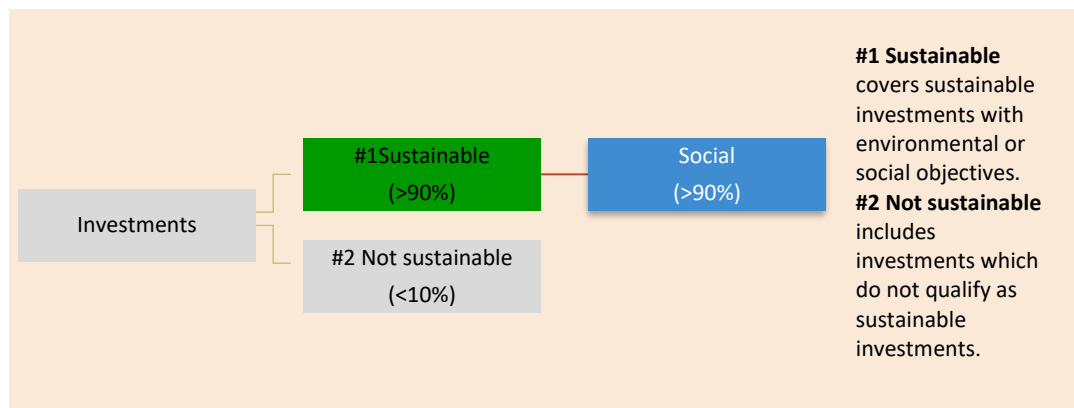 Investments
#1Sustainable
(>90%)
Social
(>90%)
#2 Not sustainable
(<10%)
#1 Sustainable
covers sustainable
investments with
environmental or
social objectives.
#2 Not sustainable
includes
investments which
do not qualify as
sustainable
investments.